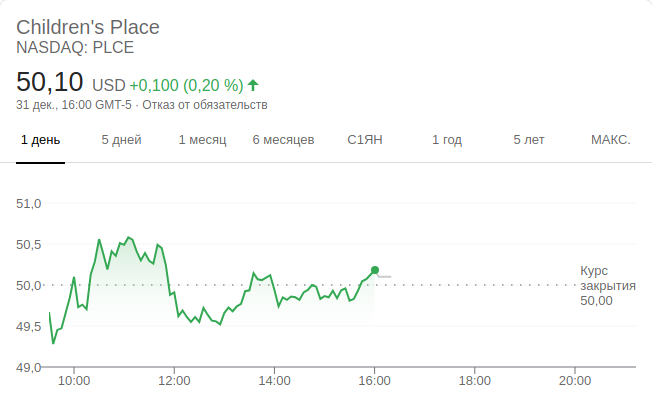 Children's Place
NASDAQ: PLCE
50,10 USD +0,100 (0,20 %)
31 дек., 16:00 GMT-5 · Отказ от обязательств
1 день 5 дней 1 месяц 6 месяцев С1ЯН 1 год 5 лет МАКС.
51,0
50,5
50,0
49,5
49,0
Курс
закрытия
50,00
10:00 12:00 14:00 16:00 18:00 20:00